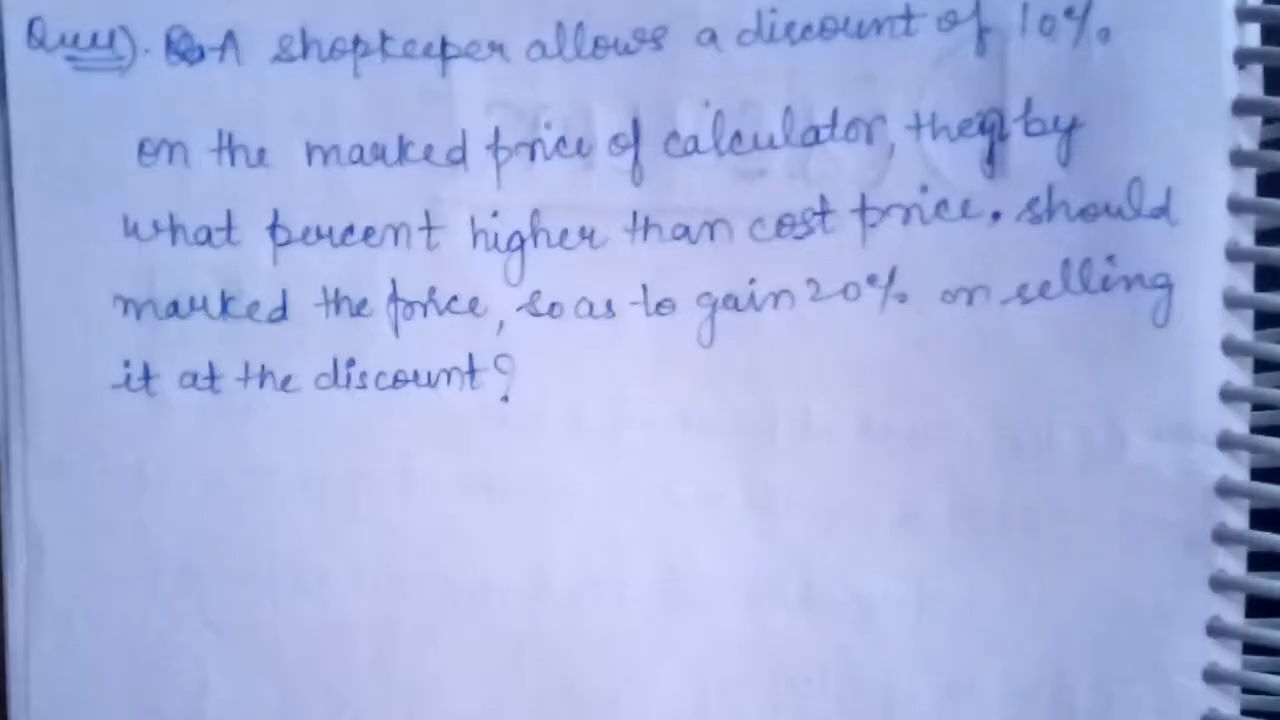 Ques). A shopkeeper allows a discount of 10%
on the marked price of calculator, then by
what percent higher than cost price, should
marked the price, so as to gain 20% on selling
it at the discount?